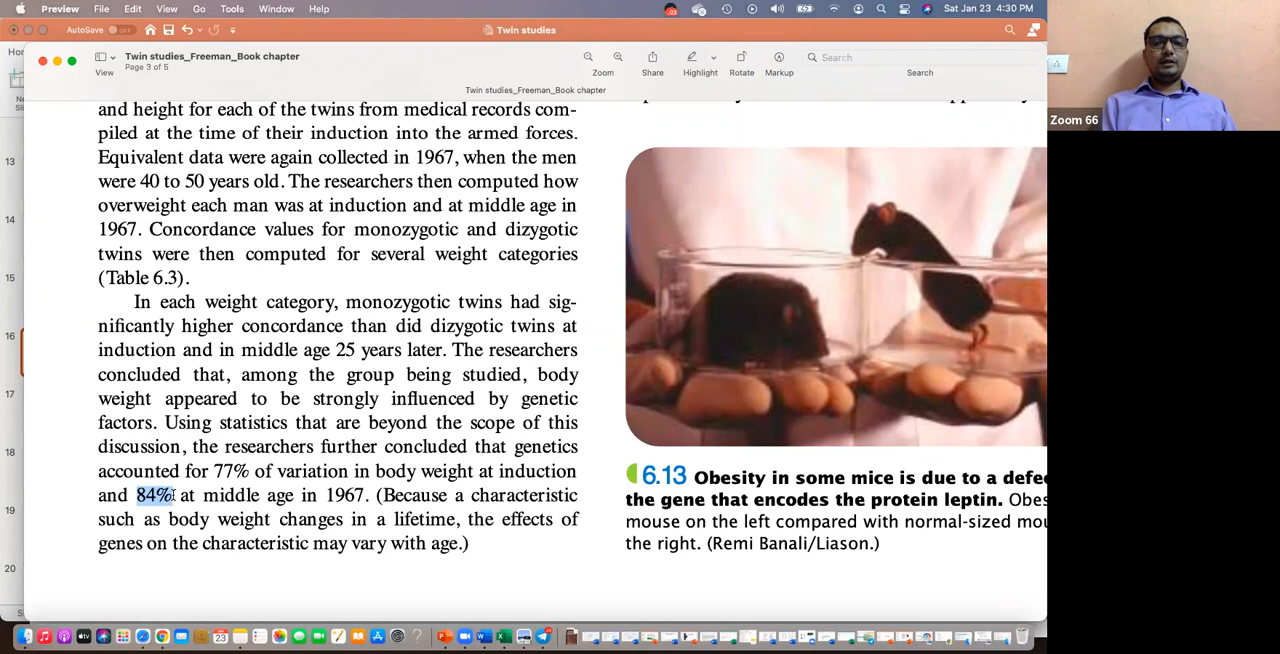 Preview File Edit View Go Tools Window Help
Sat Jan 23 4:30 PM
AutoSave OFF
Twin studies
Twin studies_Freeman_Book chapter
Page 3 of 5
View
Zoom
Share
Highlight
Rotate
Markup
Search
Search
Twin studies_Freeman_Book chapter
13
14
15
16
17
18
19
20
and height for each of the twins from medical records com-
piled at the time of their induction into the armed forces.
Equivalent data were again collected in 1967, when the men
were 40 to 50 years old. The researchers then computed how
overweight each man was at induction and at middle age in
1967. Concordance values for monozygotic and dizygotic
twins were then computed for several weight categories
(Table 6.3).
In each weight category, monozygotic twins had sig-
nificantly higher concordance than did dizygotic twins at
induction and in middle age 25 years later. The researchers
concluded that, among the group being studied, body
weight appeared to be strongly influenced by genetic
factors. Using statistics that are beyond the scope of this
discussion, the researchers further concluded that genetics
accounted for 77% of variation in body weight at induction
and 84% at middle age in 1967. (Because a characteristic
such as body weight changes in a lifetime, the effects of
genes on the characteristic may vary with age.)
6.13 Obesity in some mice is due to a defe
the gene that encodes the protein leptin. Obes
mouse on the left compared with normal-sized mou
the right. (Remi Banali/Liason.)
Zoom 66